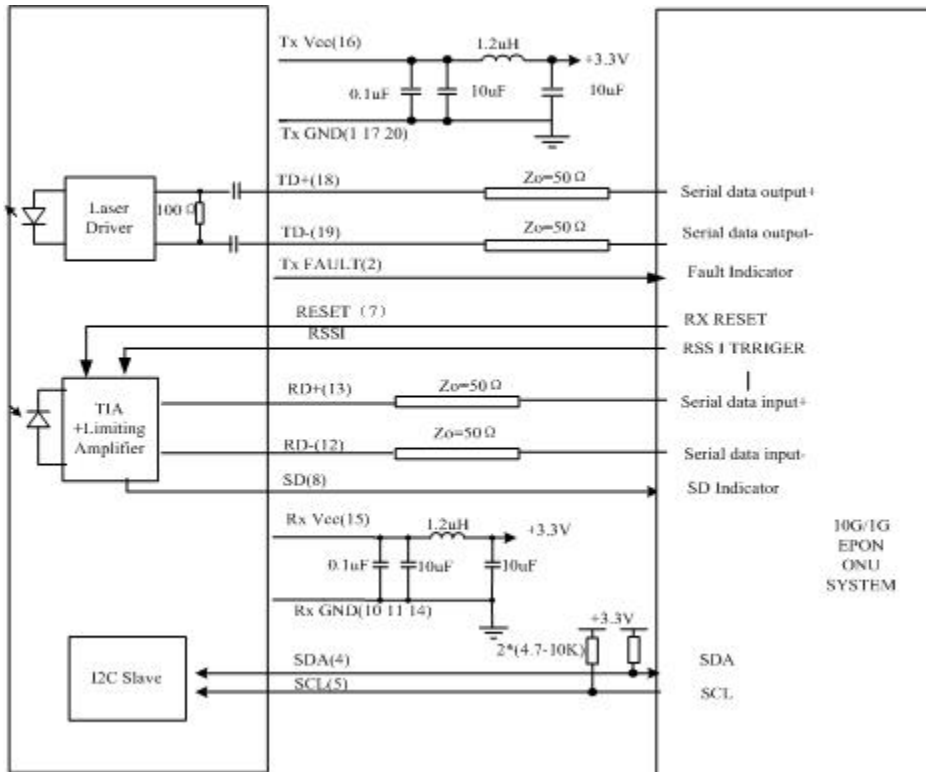 Tx Vcc(16)
1.2uH
+3.3V
0.1uF
10uF
10uF
Tx GND(1 17 20)
TD+(18)
Zo=50Ω
Serial data output+
Laser
Driver
100Ω
TD-(19)
Zo=50Ω
Serial data output-
Tx FAULT(2)
Fault Indicator
RESET（7)
RX RESET
RSSI
RSS I TRRIGER
RD+(13)
Zo=50Ω
Serial data input+
TIA
+Limiting
Amplifier
Zo=50Ω
RD-(12)
Serial data input-
SD(8)
SD Indicator
Rx Vcc(15)
1.2uH
+3.3V
0.1uF
10uF
10uF
Rx GND(10 11 14)
10G/1G
EPON
ONU
SYSTEM
+3.3V
2*(4.7-10K)
I2C Slave
SDA(4)
SDA
SCL(5)
SCL